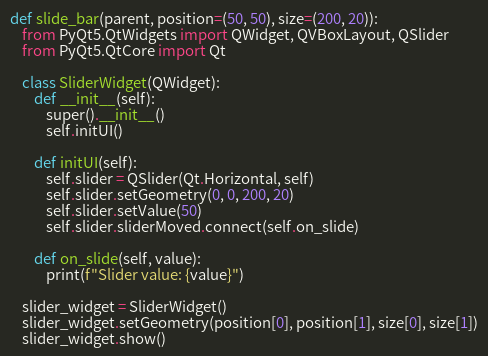 def slide_bar(parent, position=(50, 50), size=(200, 20)):
    from PyQt5.QtWidgets import QWidget, QVBoxLayout, QSlider
    from PyQt5.QtCore import Qt

    class SliderWidget(QWidget):
        def __init__(self):
            super().__init__()
            self.initUI()

        def initUI(self):
            self.slider = QSlider(Qt.Horizontal, self)
            self.slider.setGeometry(0, 0, 200, 20)
            self.slider.setValue(50)
            self.slider.sliderMoved.connect(self.on_slide)

        def on_slide(self, value):
            print(f"Slider value: {value}")

    slider_widget = SliderWidget()
    slider_widget.setGeometry(position[0], position[1], size[0], size[1])
    slider_widget.show()